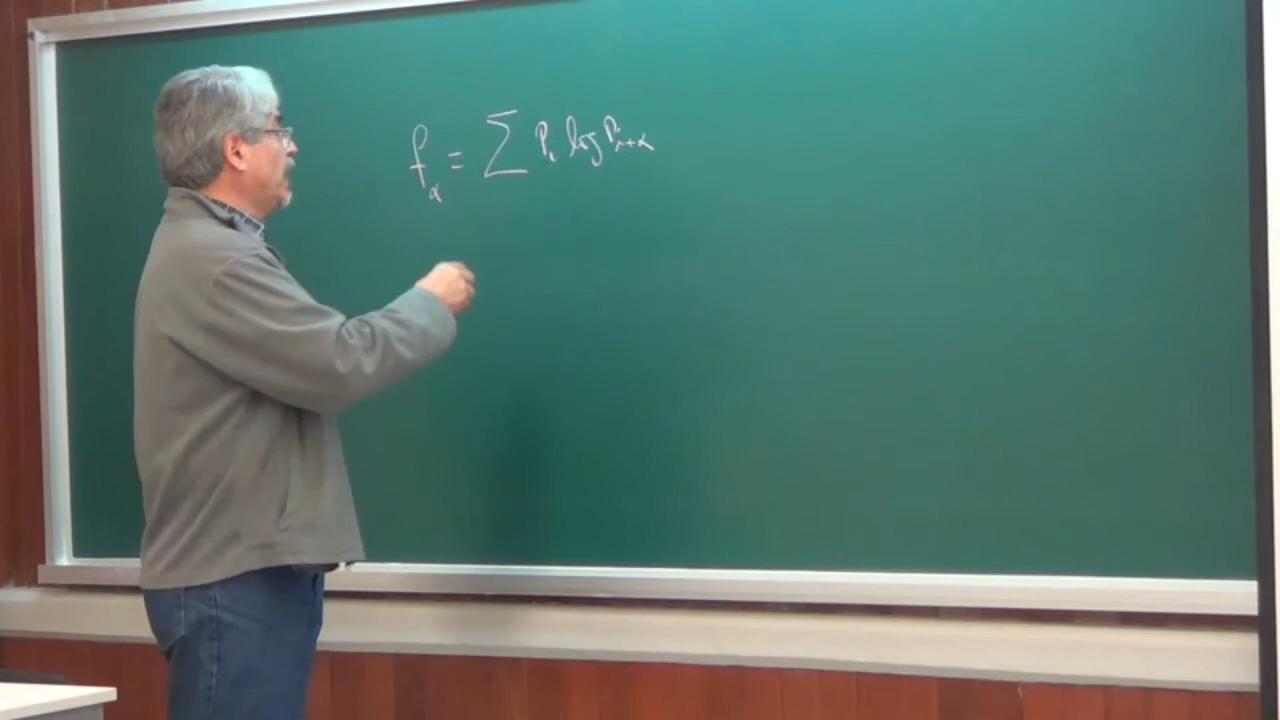 f_α = Σ P_i log P_{i+α}